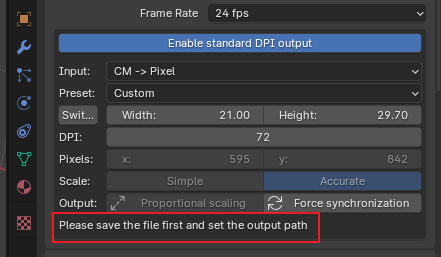 Frame Rate 24 fps
Enable standard DPI output
Input: CM -> Pixel
Preset: Custom
Swit... Width: 21.00 Height: 29.70
DPI: 72
Pixels: x: 595 y: 842
Scale: Simple Accurate
Output: Proportional scaling Force synchronization
Please save the file first and set the output path